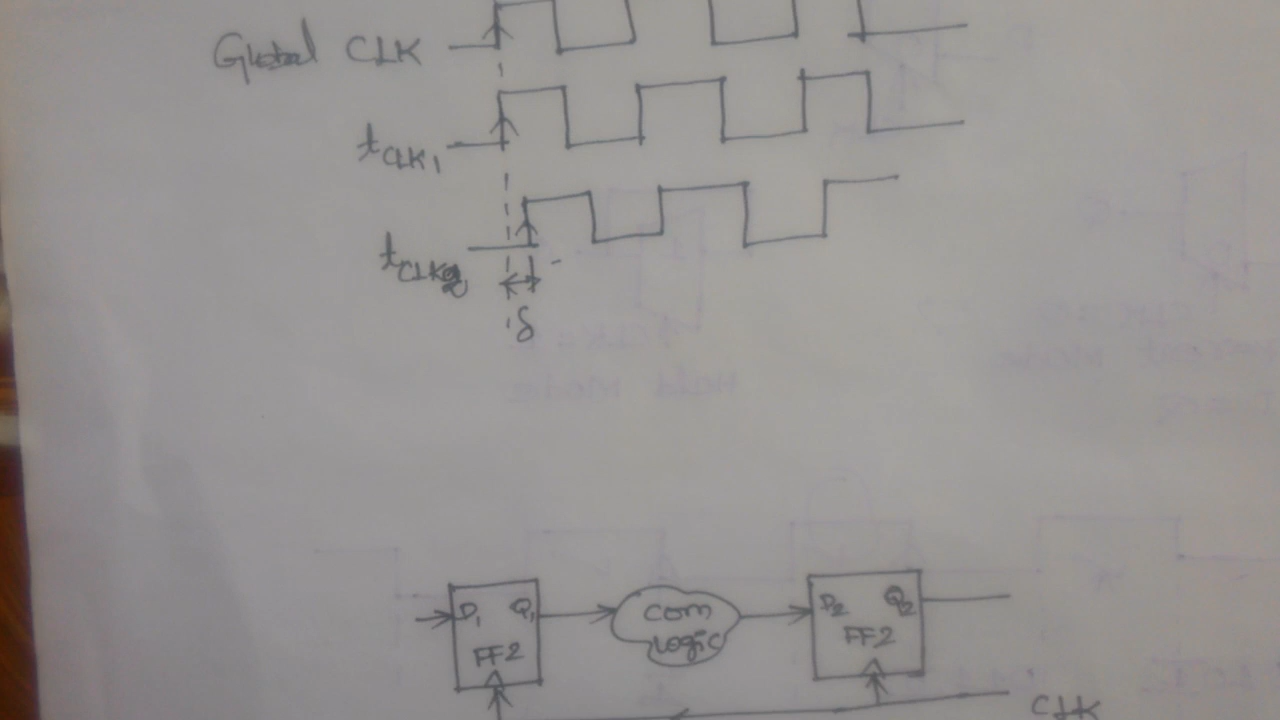 Global CLK
tCLK1
tCLK2
δ
D1 Q1 com D2 Q2
FF2 logic FF2
CLK